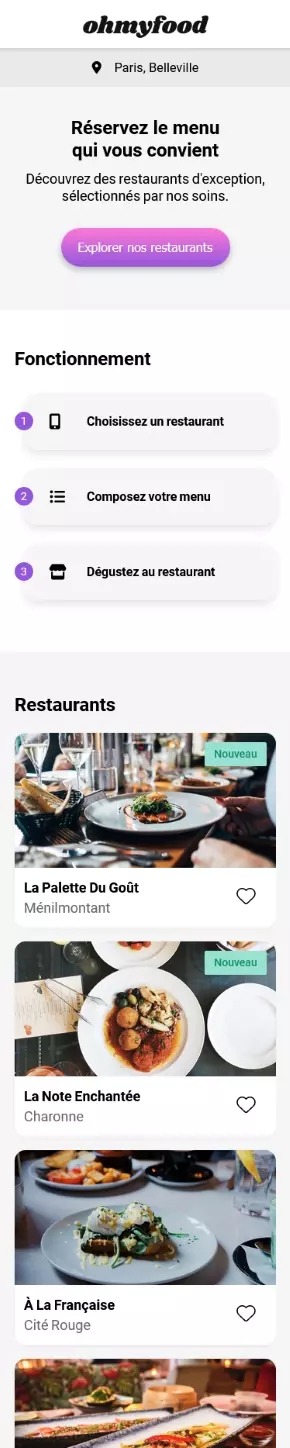 ohmyfood
Paris, Belleville
Réservez le menu
qui vous convient
Découvrez des restaurants d'exception,
sélectionnés par nos soins.
Explorer nos restaurants
Fonctionnement
1 Choisissez un restaurant
2 Composez votre menu
3 Dégustez au restaurant
Restaurants
Nouveau
La Palette Du Goût
Ménilmontant
Nouveau
La Note Enchantée
Charonne
À La Française
Cité Rouge